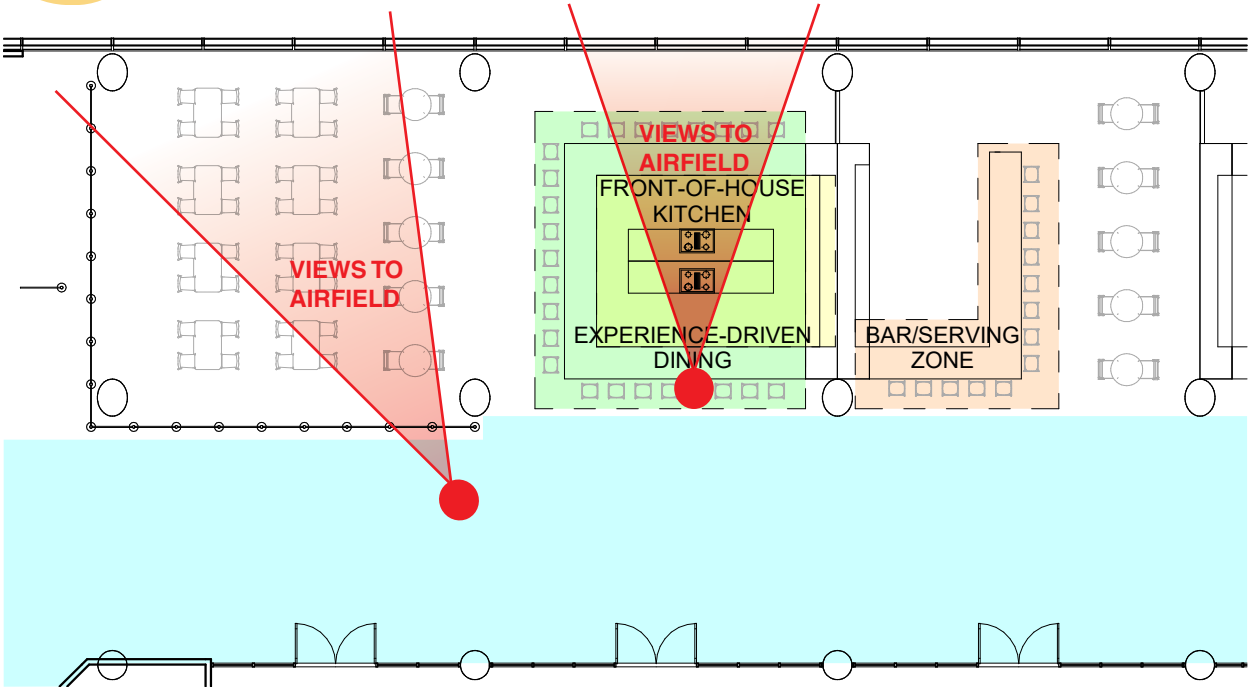 VIEWS TO
AIRFIELD
VIEWS TO
AIRFIELD
FRONT-OF-HOUSE
KITCHEN
EXPERIENCE-DRIVEN
DINING
BAR/SERVING
ZONE